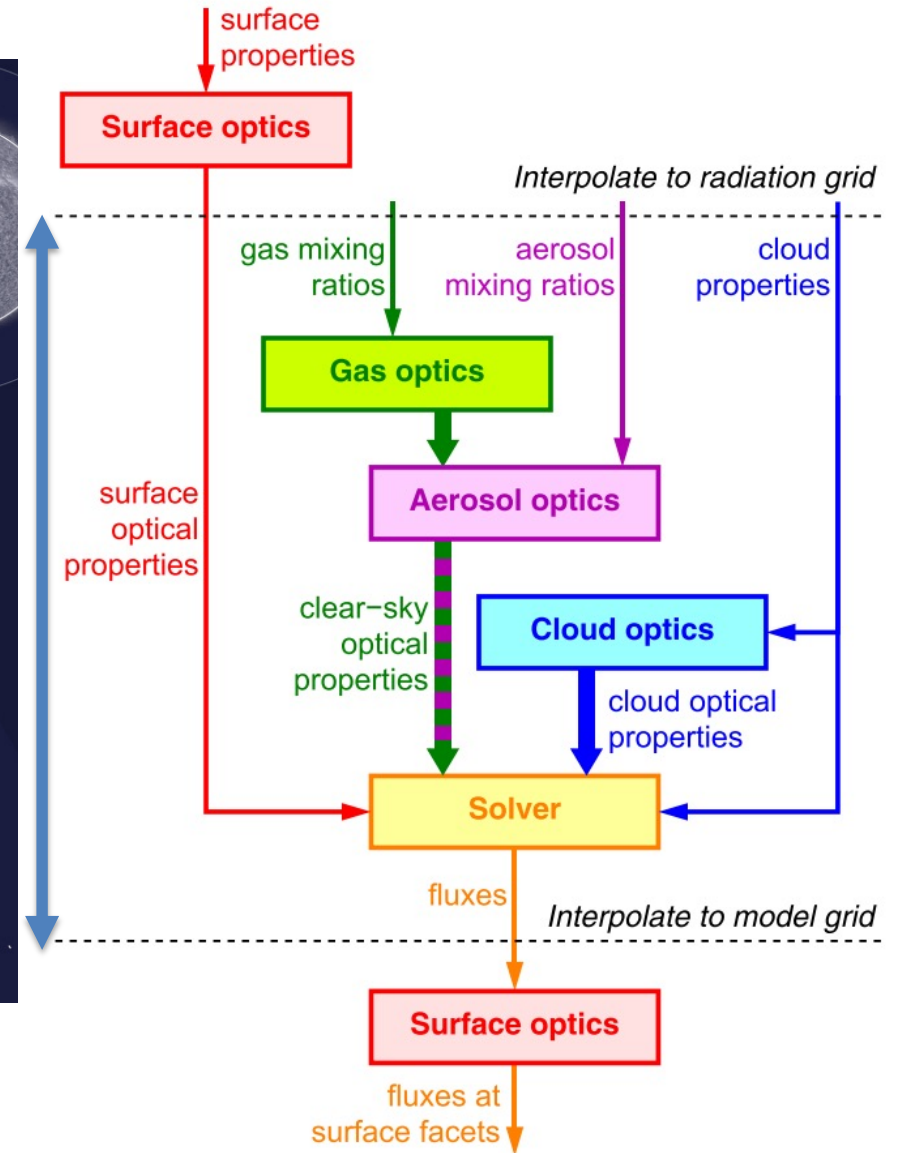 surface
properties
Surface optics
Interpolate to radiation grid
gas mixing
ratios
aerosol
mixing ratios
cloud
properties
Gas optics
surface
optical
properties
Aerosol optics
clear−sky
optical
properties
Cloud optics
cloud optical
properties
Solver
fluxes
Interpolate to model grid
Surface optics
fluxes at
surface facets